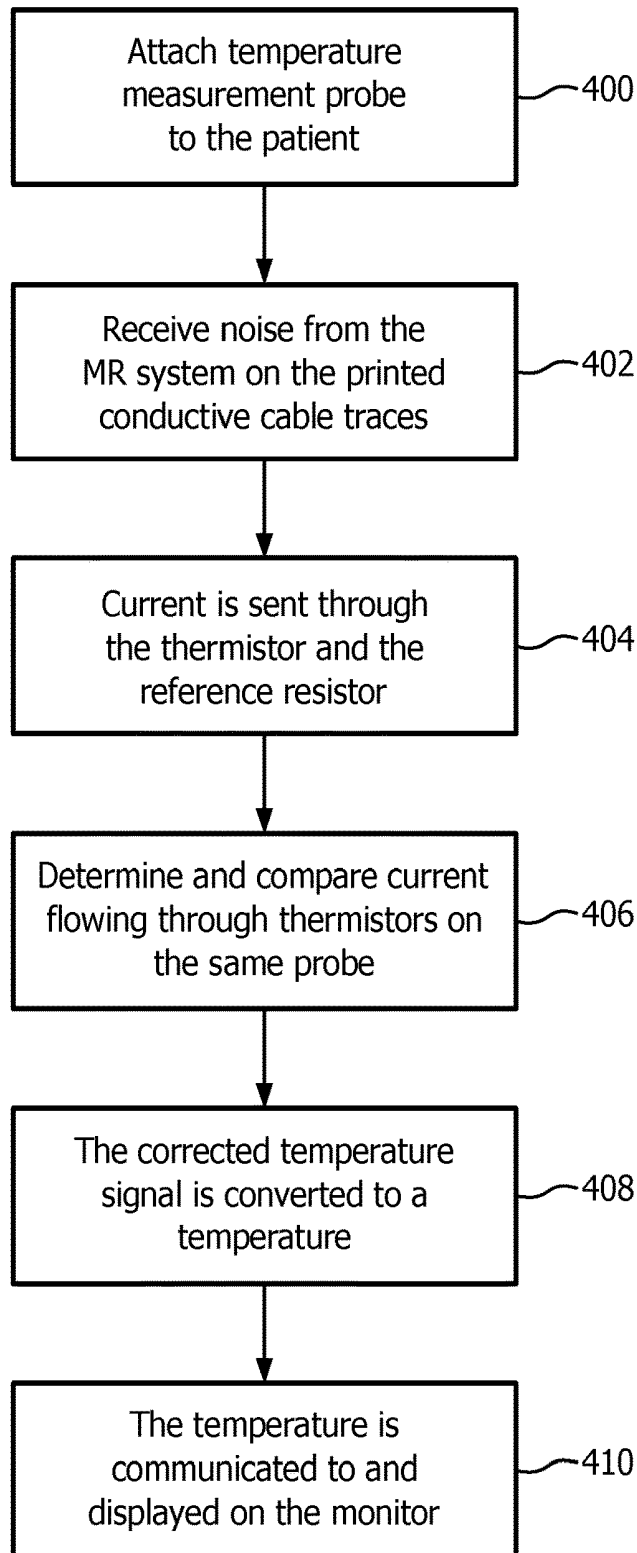 Attach temperature
measurement probe
to the patient
400
Receive noise from the
MR system on the printed
conductive cable traces
402
Current is sent through
the thermistor and the
reference resistor
404
Determine and compare current
flowing through thermistors on
the same probe
406
The corrected temperature
signal is converted to a
temperature
408
The temperature is
communicated to and
displayed on the monitor
410